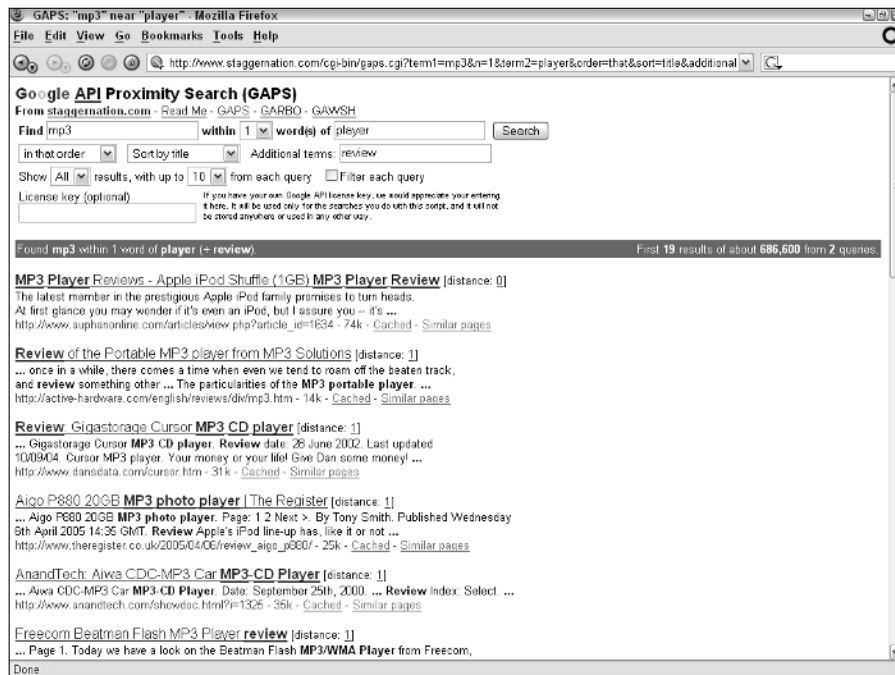 GAPS: "mp3" near "player" - Mozilla Firefox
File Edit View Go Bookmarks Tools Help
http://www.staggernation.com/cgi-bin/gaps.cgi?term1=mp3&n=1&term2=player&order=that&sort=title&additional
Google API Proximity Search (GAPS)
From staggernation.com - Read Me - GAPS - GARBO - GAWSH
Find mp3 within 1 word(s) of player Search
in that order Sort by title Additional terms: review
Show All results, with up to 10 from each query Filter each query
License key (optional)
If you have your own Google API license key, we would appreciate your entering
it here. It will be used only for the searches you do with this script, and it will not
be stored anywhere or used in any other way.
Found mp3 within 1 word of player (+ review). First 19 results of about 686,600 from 2 queries.
MP3 Player Reviews - Apple iPod Shuffle (1GB) MP3 Player Review [distance: 0]
The latest member in the prestigious Apple iPod family promises to turn heads.
At first glance you may wonder if it's even an iPod, but I assure you -- it's ...
http://www.auphanonline.com/articles/view.php?article_id=1634 - 74k - Cached - Similar pages
Review of the Portable MP3 player from MP3 Solutions [distance: 1]
... once in a while, there comes a time when even we tend to roam off the beaten track,
and review something other ... The particularities of the MP3 portable player. ...
http://active-hardware.com/english/reviews/div/mp3.htm - 14k - Cached - Similar pages
Review: Gigastorage Cursor MP3 CD player [distance: 1]
... Gigastorage Cursor MP3 CD player. Review date: 28 June 2002. Last updated
10/09/04. Cursor MP3 player. Your money or your life! Give Dan some money! ...
http://www.dansdata.com/cursor.htm - 31k - Cached - Similar pages
Aigo P880 20GB MP3 photo player | The Register [distance: 1]
... Aigo P880 20GB MP3 photo player. Page: 1 2 Next >. By Tony Smith. Published Wednesday
6th April 2005 14:35 GMT. Review Apple's iPod line-up has, like it or not ...
http://www.theregister.co.uk/2005/04/06/review_aigo_p880/ - 25k - Cached - Similar pages
AnandTech: Aiwa CDC-MP3 Car MP3-CD Player [distance: 1]
... Aiwa CDC-MP3 Car MP3-CD Player. Date: September 25th, 2000. ... Review Index: Select. ...
http://www.anandtech.com/showdoc.html?i=1325 - 35k - Cached - Similar pages
Freecom Beatman Flash MP3 Player review [distance: 1]
... Page 1. Today we have a look on the Beatman Flash MP3/WMA Player from Freecom,
Done